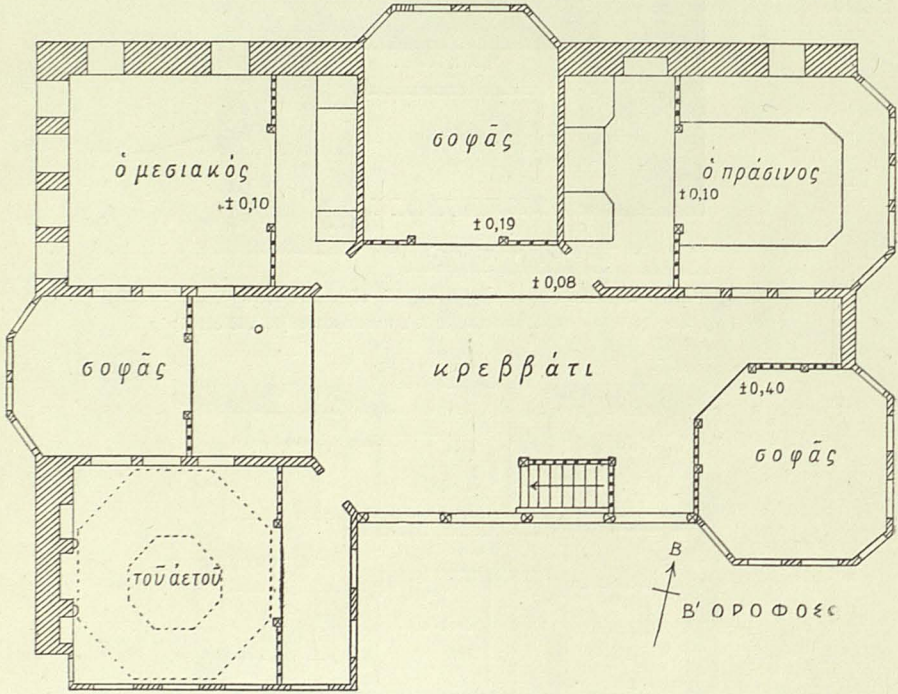 σοφᾶς
ὁ μεσιακός
ὁ πράσινος
±0,10
±0,10
±0,19
±0,08
σοφᾶς
κρεββάτι
±0,40
σοφᾶς
τοῦ ἀετοῦ
Β
Β' ΟΡΟΦΟΣ